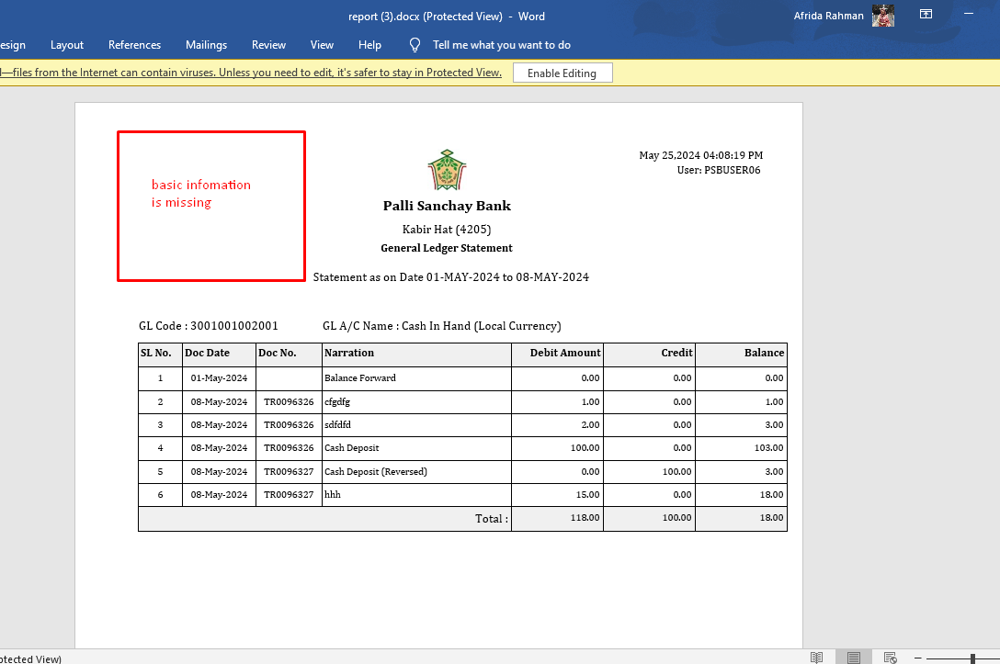 report (3).docx (Protected View) - Word
Afrida Rahman
esign Layout References Mailings Review View Help Tell me what you want to do
—files from the Internet can contain viruses. Unless you need to edit, it's safer to stay in Protected View. Enable Editing
basic infomation
is missing
May 25,2024 04:08:19 PM
User: PSBUSER06
Palli Sanchay Bank
Kabir Hat (4205)
General Ledger Statement
Statement as on Date 01-MAY-2024 to 08-MAY-2024
GL Code : 3001001002001 GL A/C Name : Cash In Hand (Local Currency)
SL No. Doc Date Doc No. Narration Debit Amount Credit Balance
1 01-May-2024 Balance Forward 0.00 0.00 0.00
2 08-May-2024 TR0096326 cfgdfg 1.00 0.00 1.00
3 08-May-2024 TR0096326 sdfdfd 2.00 0.00 3.00
4 08-May-2024 TR0096326 Cash Deposit 100.00 0.00 103.00
5 08-May-2024 TR0096327 Cash Deposit (Reversed) 0.00 100.00 3.00
6 08-May-2024 TR0096327 hhh 15.00 0.00 18.00
Total : 118.00 100.00 18.00
otected View)